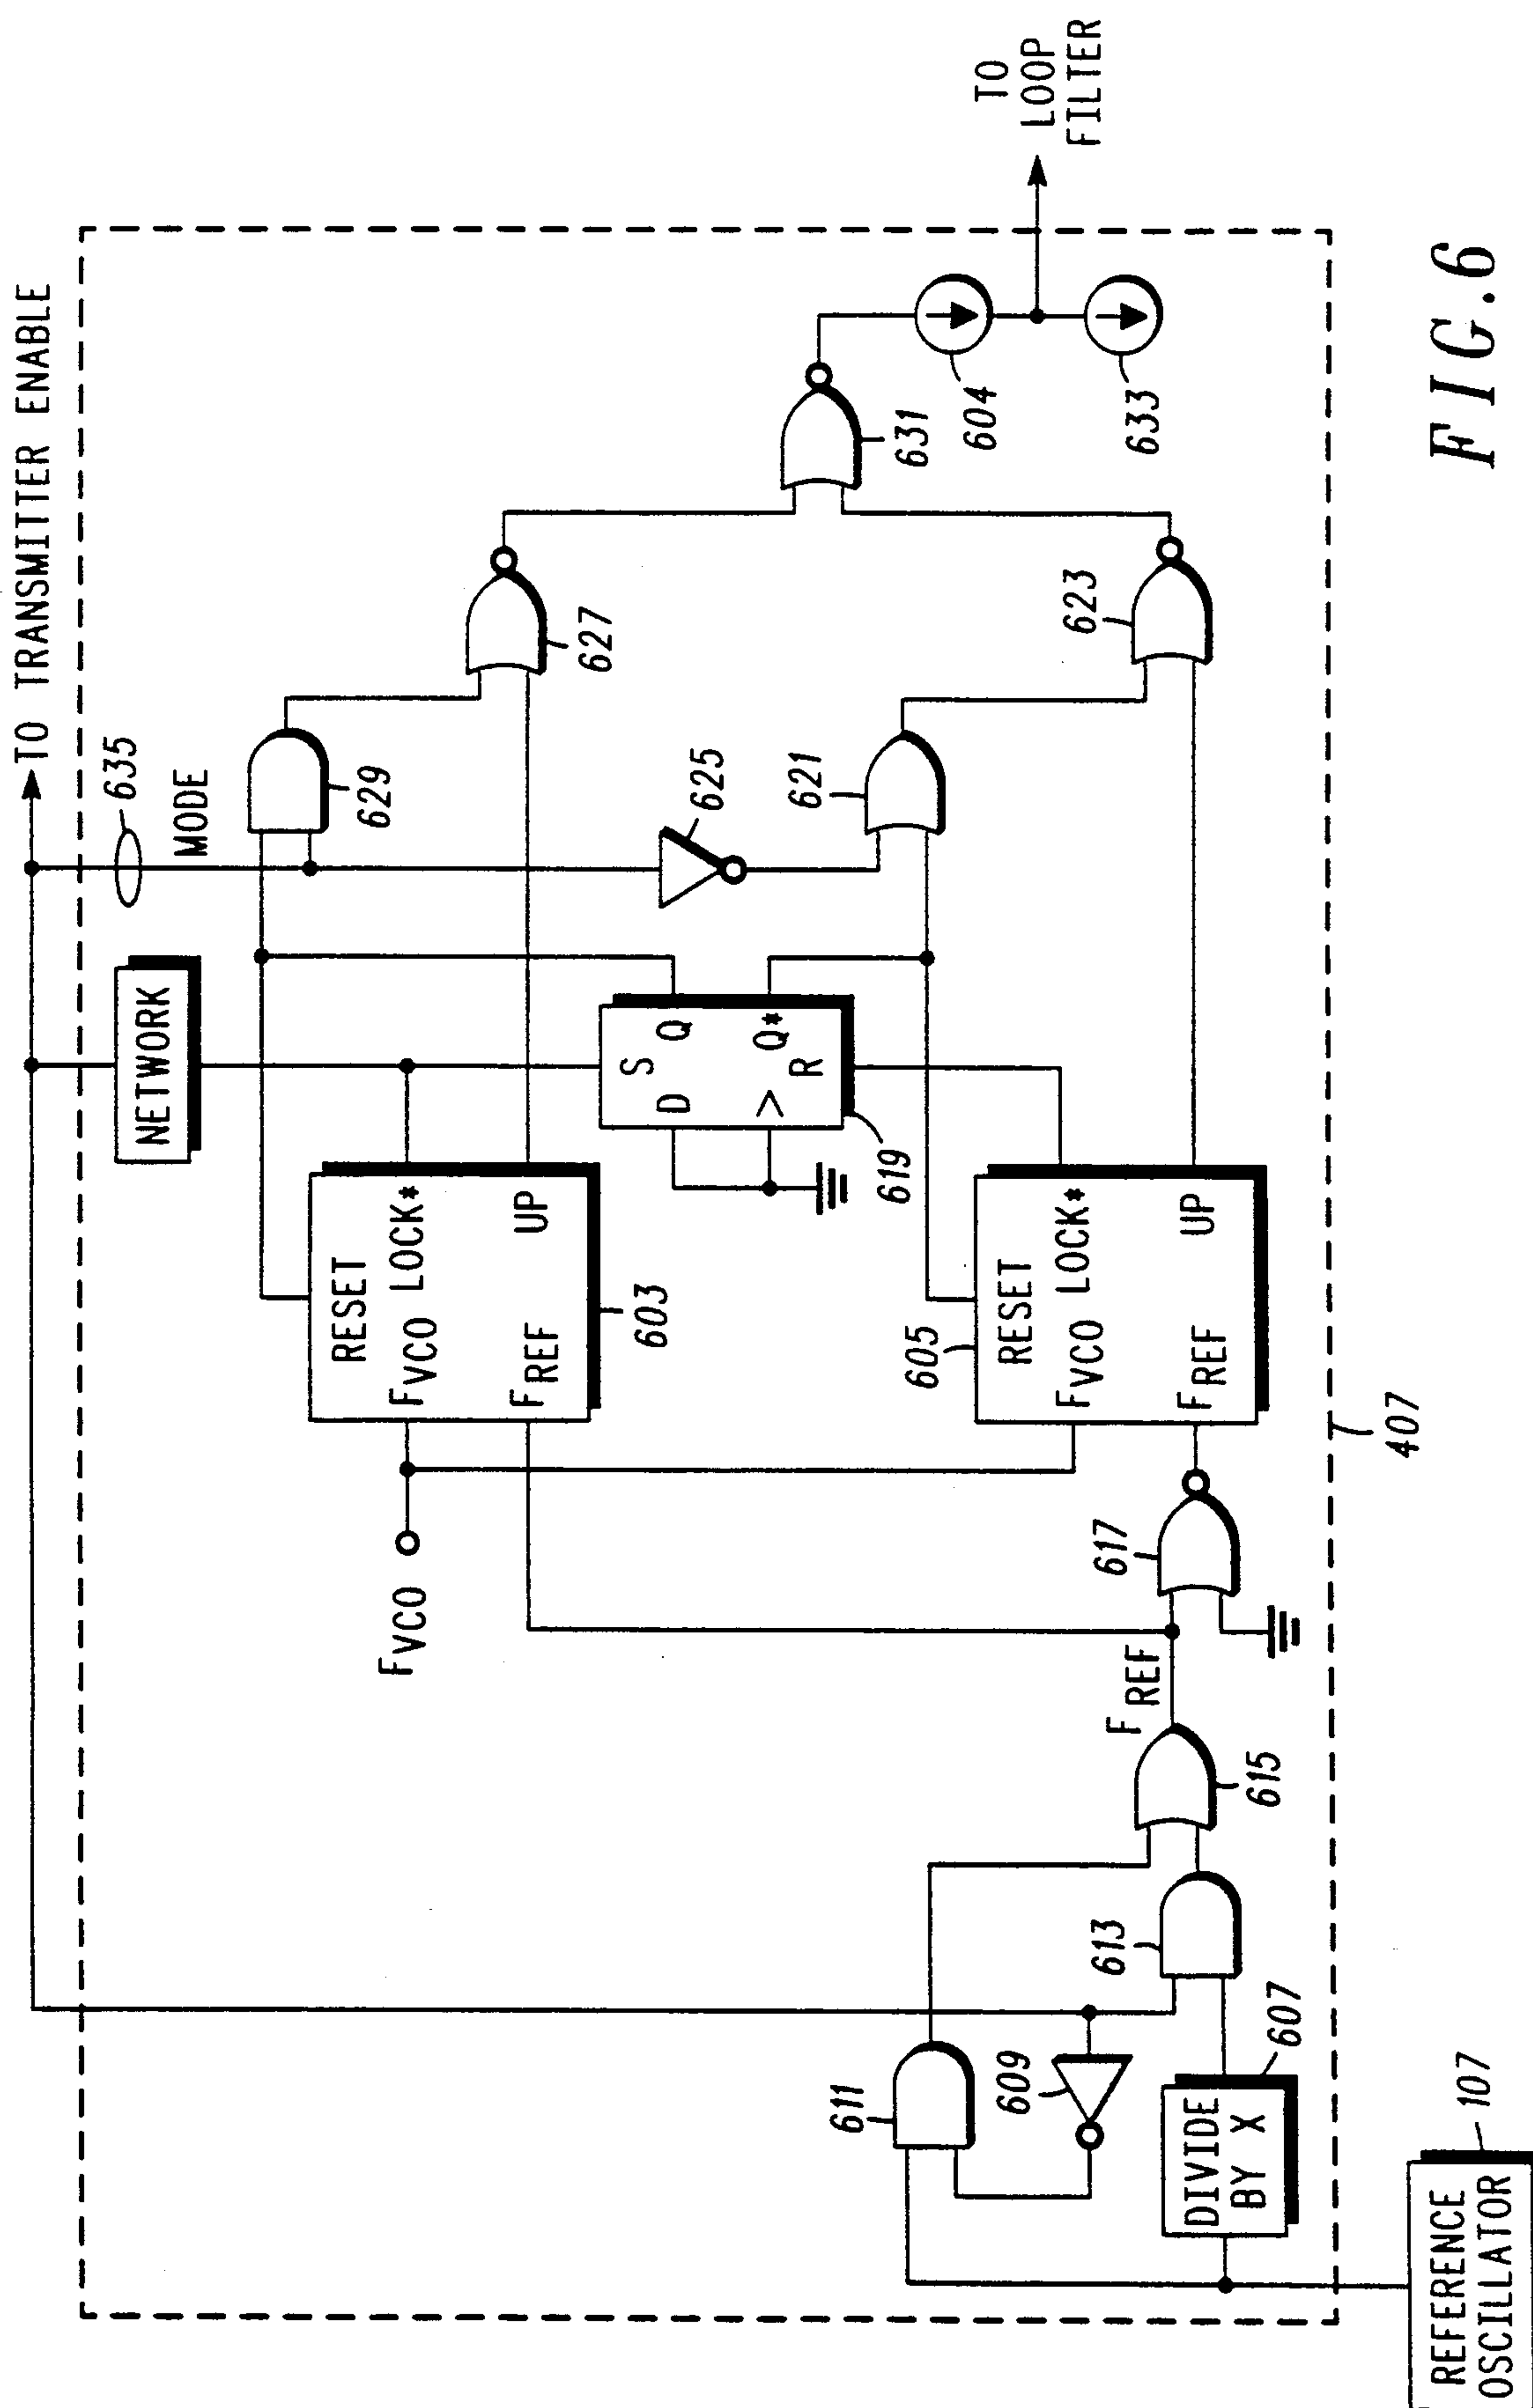 TO TRANSMITTER ENABLE
635
MODE
NETWORK
629
627
RESET
FVCO LOCK*
FREF UP
603
FVCO
S
D Q
> Q*
R
619
625
621
631
604
633
TO
LOOP
FILTER
623
605
RESET
FVCO LOCK*
FREF UP
617
FREF
615
613
611
609
607
DIVIDE
BY X
407
REFERENCE
OSCILLATOR
107
FIG.6